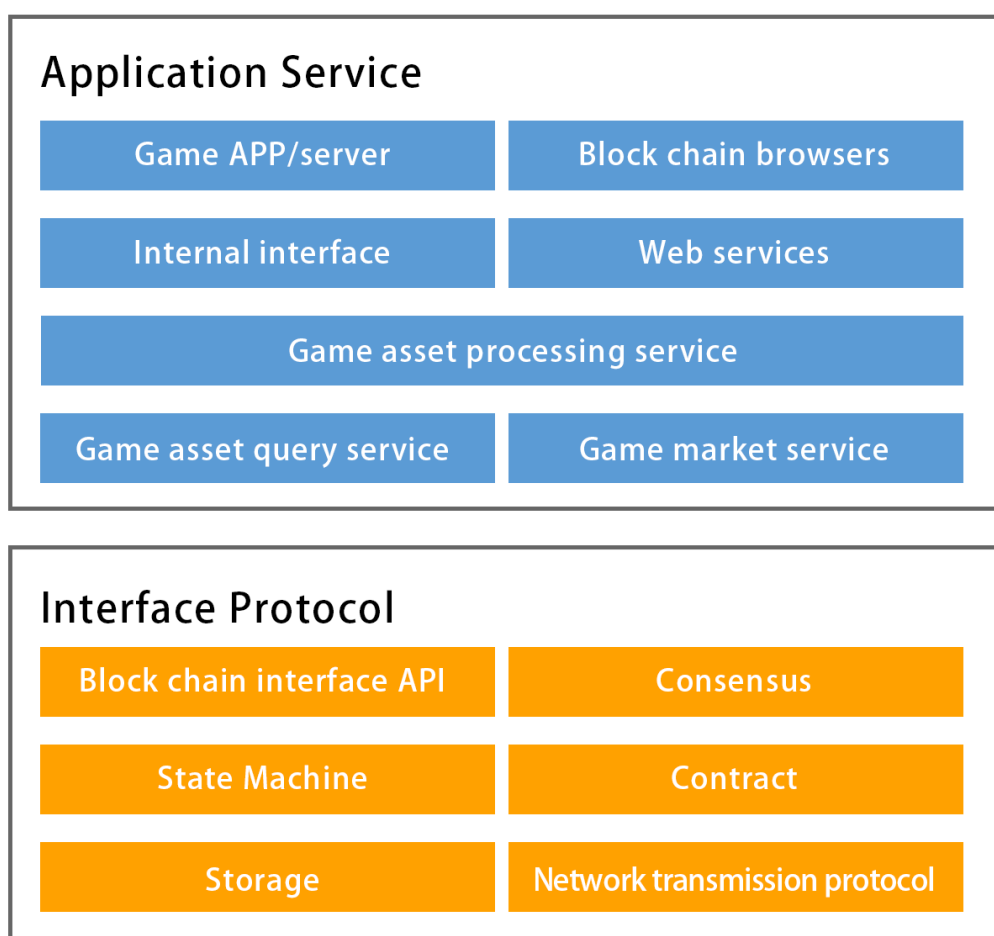 Application Service
Game APP/server
Block chain browsers
Internal interface
Web services
Game asset processing service
Game asset query service
Game market service
Interface Protocol
Block chain interface API
Consensus
State Machine
Contract
Storage
Network transmission protocol